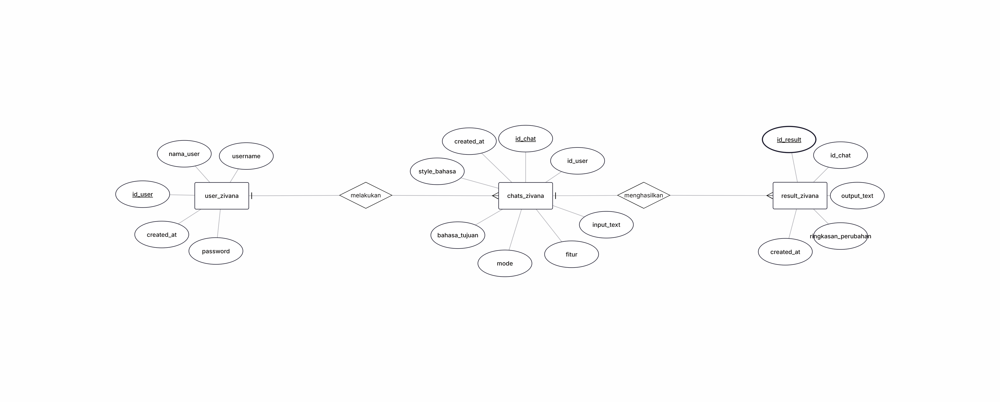 nama_user
username
id_user
user_zivana
created_at
password
melakukan
created_at
id_chat
id_user
style_bahasa
chats_zivana
input_text
bahasa_tujuan
fitur
mode
menghasilkan
id_result
id_chat
result_zivana
output_text
ringkasan_perubahan
created_at